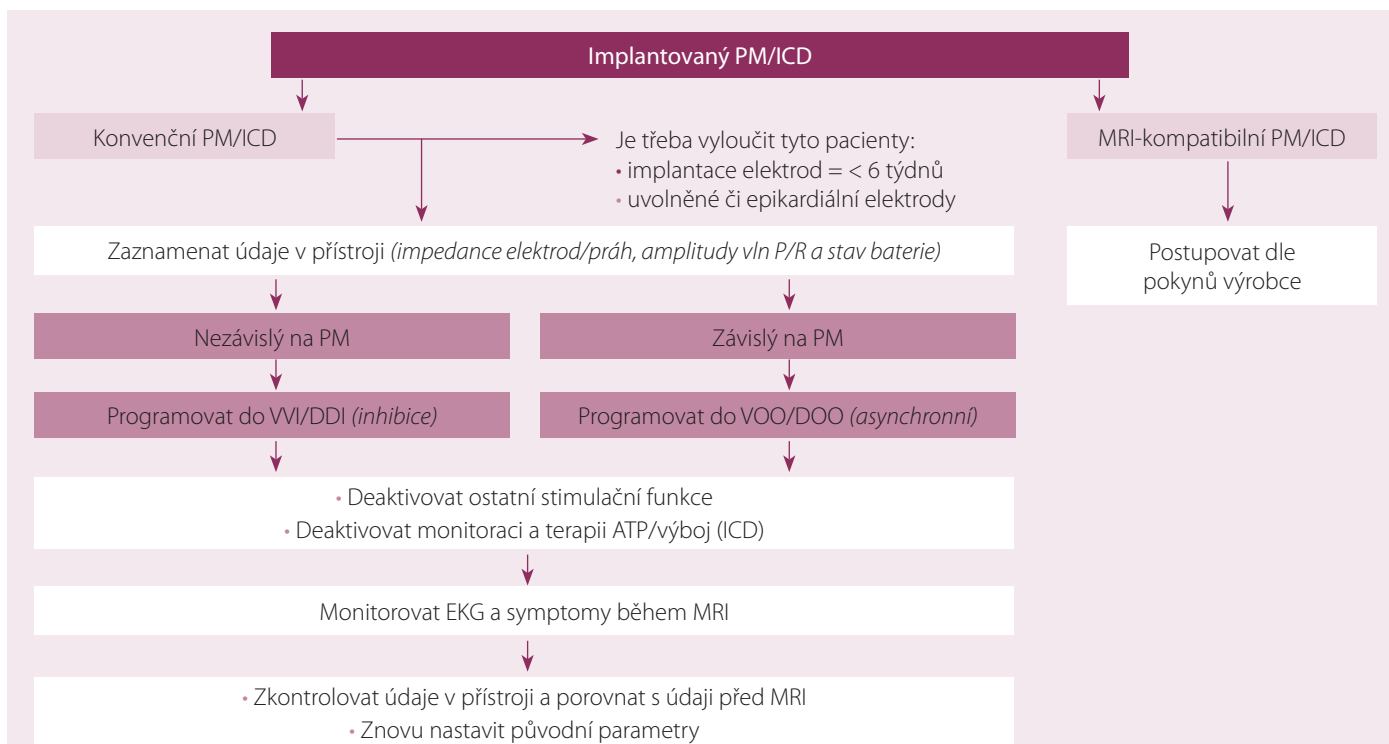 Implantovaný PM/ICD
Konvenční PM/ICD
Je třeba vyloučit tyto pacienty:
• implantace elektrod = < 6 týdnů
• uvolněné či epikardiální elektrody
MRI-kompatibilní PM/ICD
Zaznamenat údaje v přístroji (impedance elektrod/práh, amplitudy vln P/R a stav baterie)
Postupovat dle
pokynů výrobce
Nezávislý na PM
Závislý na PM
Programovat do VVI/DDI (inhibice)
Programovat do VOO/DOO (asynchronní)
• Deaktivovat ostatní stimulační funkce
• Deaktivovat monitoraci a terapii ATP/výboj (ICD)
Monitorovat EKG a symptomy během MRI
• Zkontrolovat údaje v přístroji a porovnat s údaji před MRI
• Znovu nastavit původní parametry